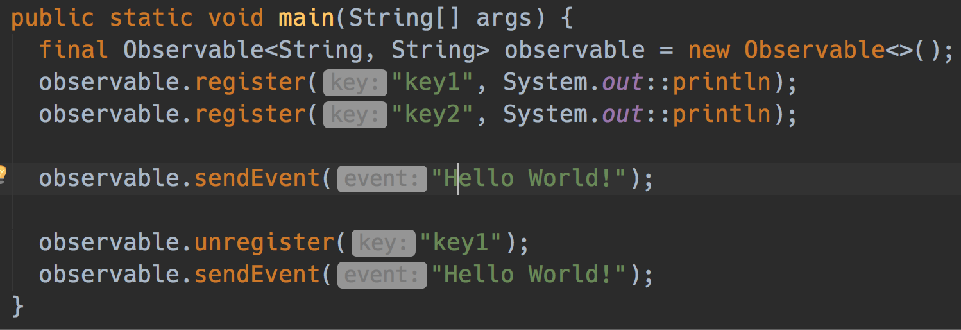 public static void main(String[] args) {
final Observable<String, String> observable = new Observable<>();
observable.register( key: "key1", System.out::println);
observable.register( key: "key2", System.out::println);
observable.sendEvent( event: "Hello World!");
observable.unregister( key: "key1");
observable.sendEvent( event: "Hello World!");
}